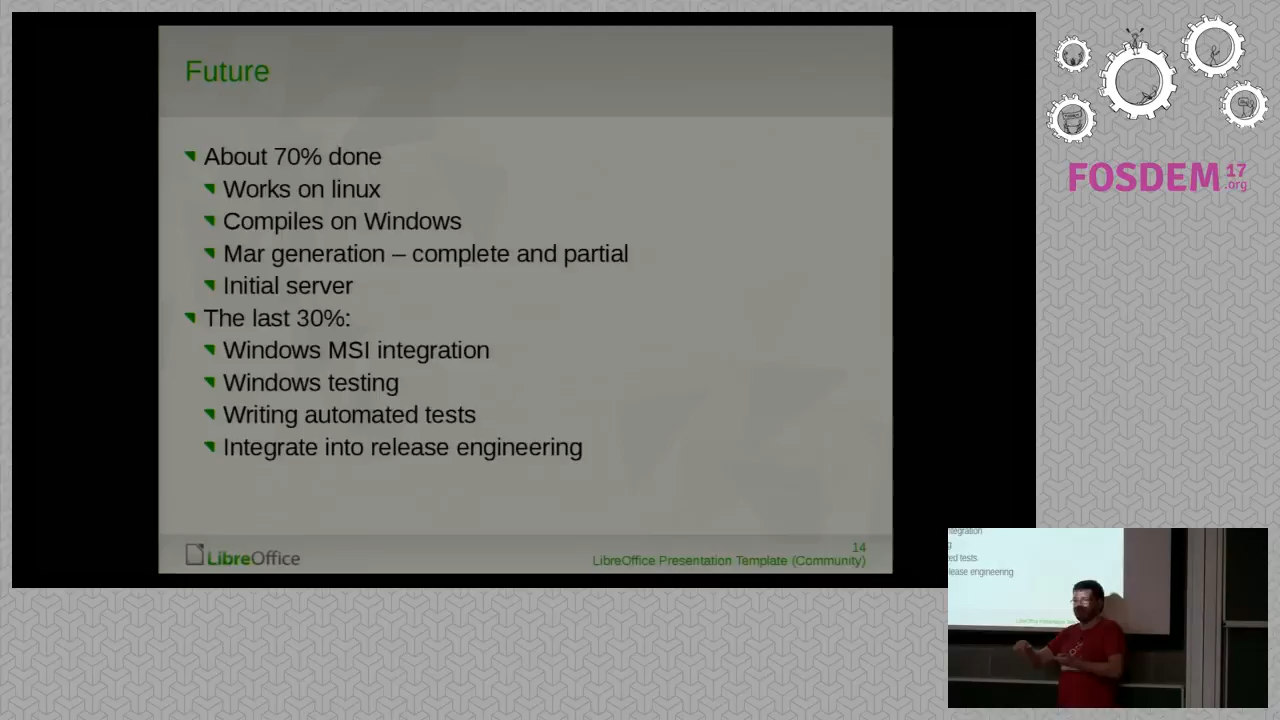 Future
About 70% done
Works on linux
Compiles on Windows
Mar generation – complete and partial
Initial server
The last 30%:
Windows MSI integration
Windows testing
Writing automated tests
Integrate into release engineering
LibreOffice
14
LibreOffice Presentation Template (Community)
FOSDEM 17
.org
ed tests
lease engineering